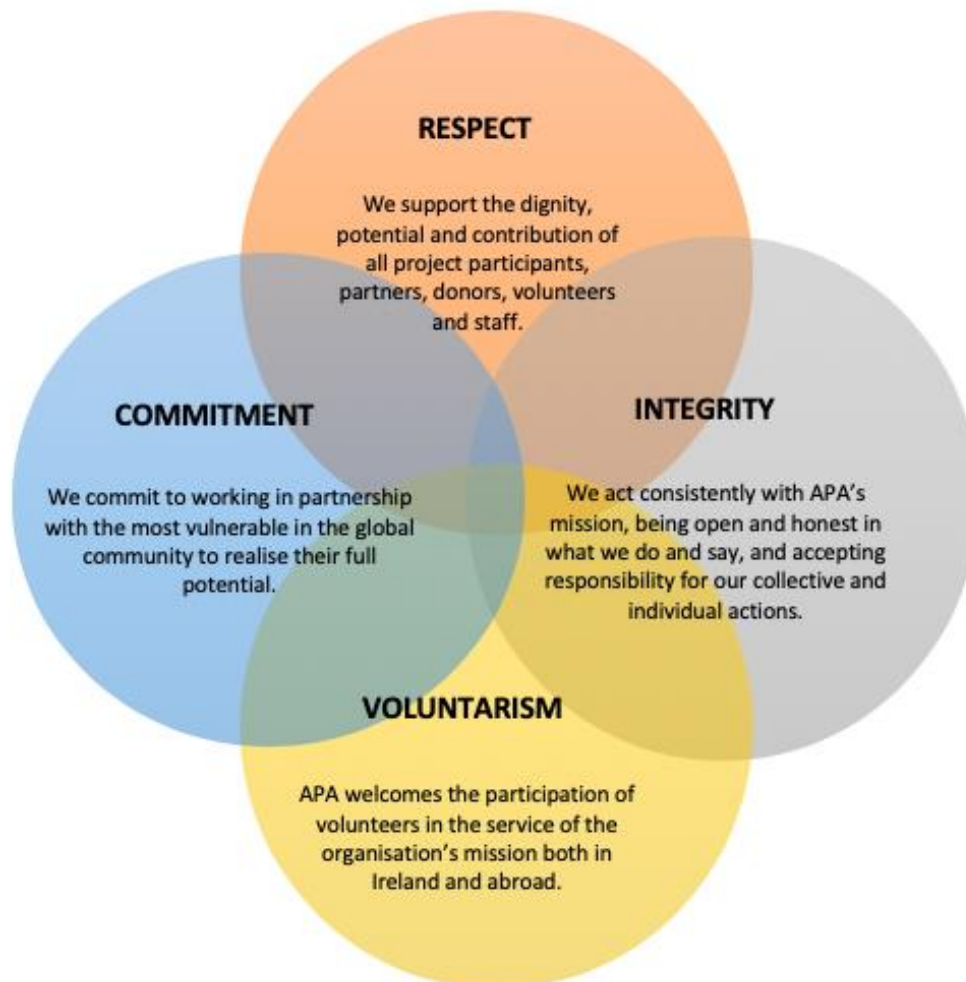 RESPECT
We support the dignity,
potential and contribution of
all project participants,
partners, donors, volunteers
and staff.
COMMITMENT
We commit to working in partnership
with the most vulnerable in the global
community to realise their full
potential.
INTEGRITY
We act consistently with APA’s
mission, being open and honest in
what we do and say, and accepting
responsibility for our collective and
individual actions.
VOLUNTARISM
APA welcomes the participation of
volunteers in the service of the
organisation’s mission both in
Ireland and abroad.